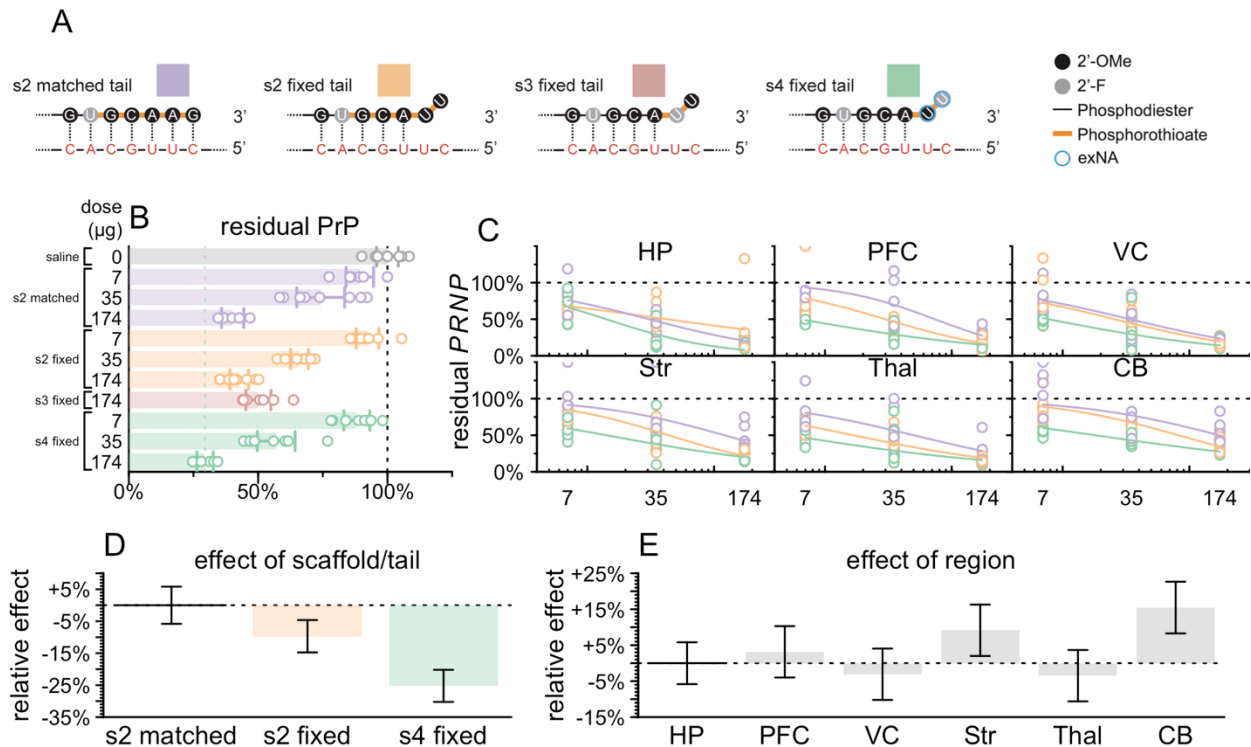 A
s2 matched tail
s2 fixed tail
s3 fixed tail
s4 fixed tail
G U G C A A G 3'
C A C G U U C 5'
G U G C A U U 3'
C A C G U U C 5'
G U G C A U U 3'
C A C G U U C 5'
G U G C A U U 3'
C A C G U U C 5'
2'-OMe
2'-F
Phosphodiester
Phosphorothioate
exNA
B
dose
(µg)
residual PrP
saline 0
s2 matched
7
35
174
s2 fixed
7
35
174
s3 fixed 174
s4 fixed
7
35
174
0% 50% 100%
C
residual PRNP
HP PFC VC
100%
50%
0%
Str Thal CB
100%
50%
0%
7 35 174 7 35 174 7 35 174
D
effect of scaffold/tail
relative effect
+5%
-5%
-15%
-25%
-35%
s2 matched s2 fixed s4 fixed
E
effect of region
relative effect
+25%
+15%
+5%
-5%
-15%
HP PFC VC Str Thal CB